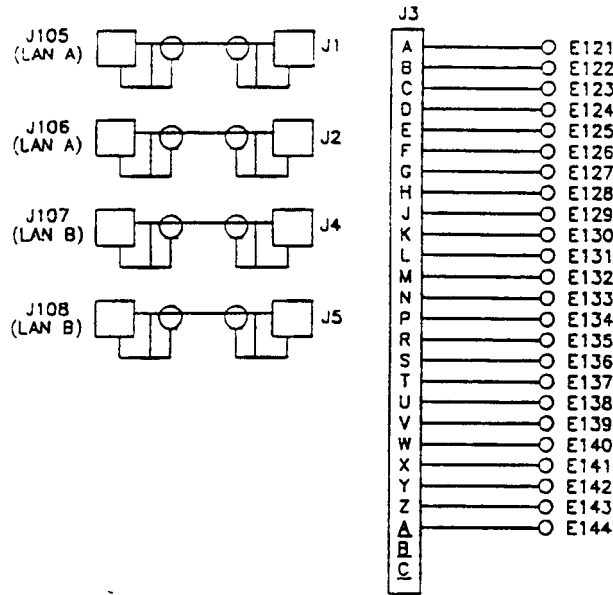 J105
(LAN A)
J1
J106
(LAN A)
J2
J107
(LAN B)
J4
J108
(LAN B)
J5
J3
A E121
B E122
C E123
D E124
E E125
F E126
G E127
H E128
J E129
K E130
L E131
M E132
N E133
P E134
R E135
S E136
T E137
U E138
V E139
W E140
X E141
Y E142
Z E143
A E144
B
C